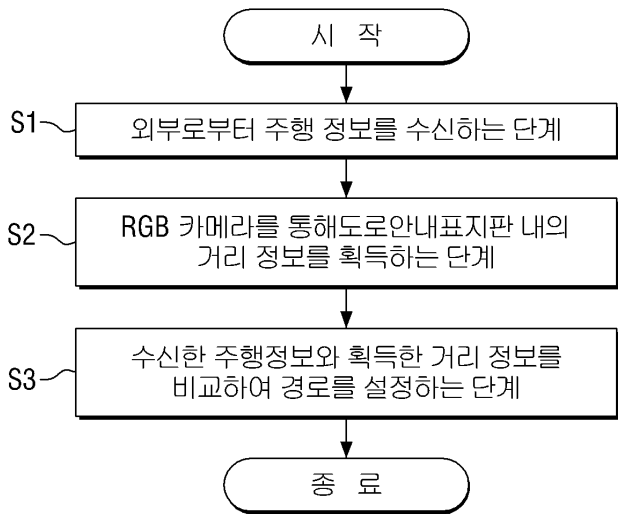 시 작
S1
외부로부터 주행 정보를 수신하는 단계
S2
RGB 카메라를 통해도로안내표지판 내의
거리 정보를 획득하는 단계
S3
수신한 주행정보와 획득한 거리 정보를
비교하여 경로를 설정하는 단계
종 료